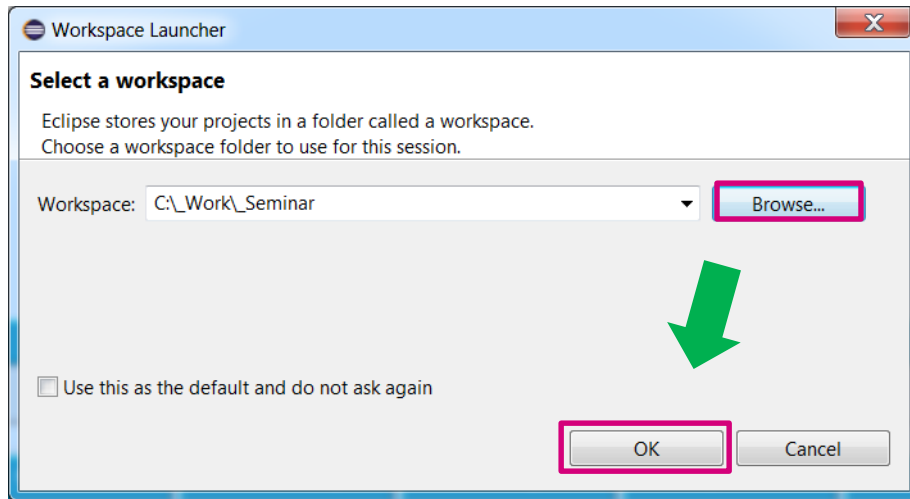 Workspace Launcher
Select a workspace
Eclipse stores your projects in a folder called a workspace.
Choose a workspace folder to use for this session.
Workspace: C:\_Work\_Seminar Browse...
Use this as the default and do not ask again
OK Cancel